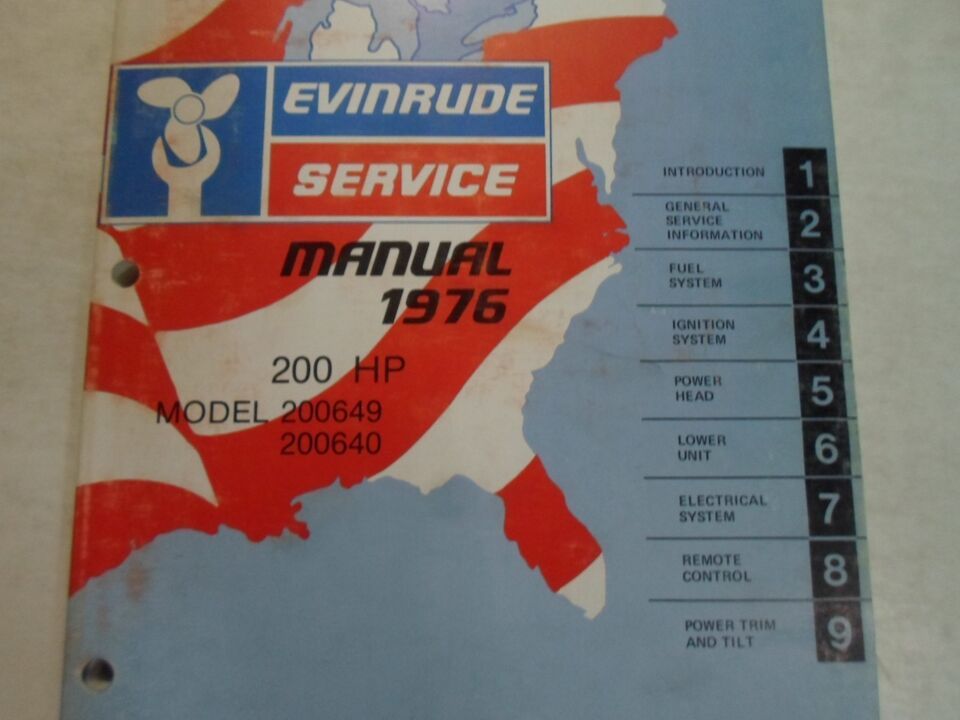 EVINRUDE
SERVICE
MANUAL
1976
200 HP
MODEL 200649
200640
INTRODUCTION 1
GENERAL
SERVICE
INFORMATION 2
FUEL
SYSTEM 3
IGNITION
SYSTEM 4
POWER
HEAD 5
LOWER
UNIT 6
ELECTRICAL
SYSTEM 7
REMOTE
CONTROL 8
POWER TRIM
AND TILT 9